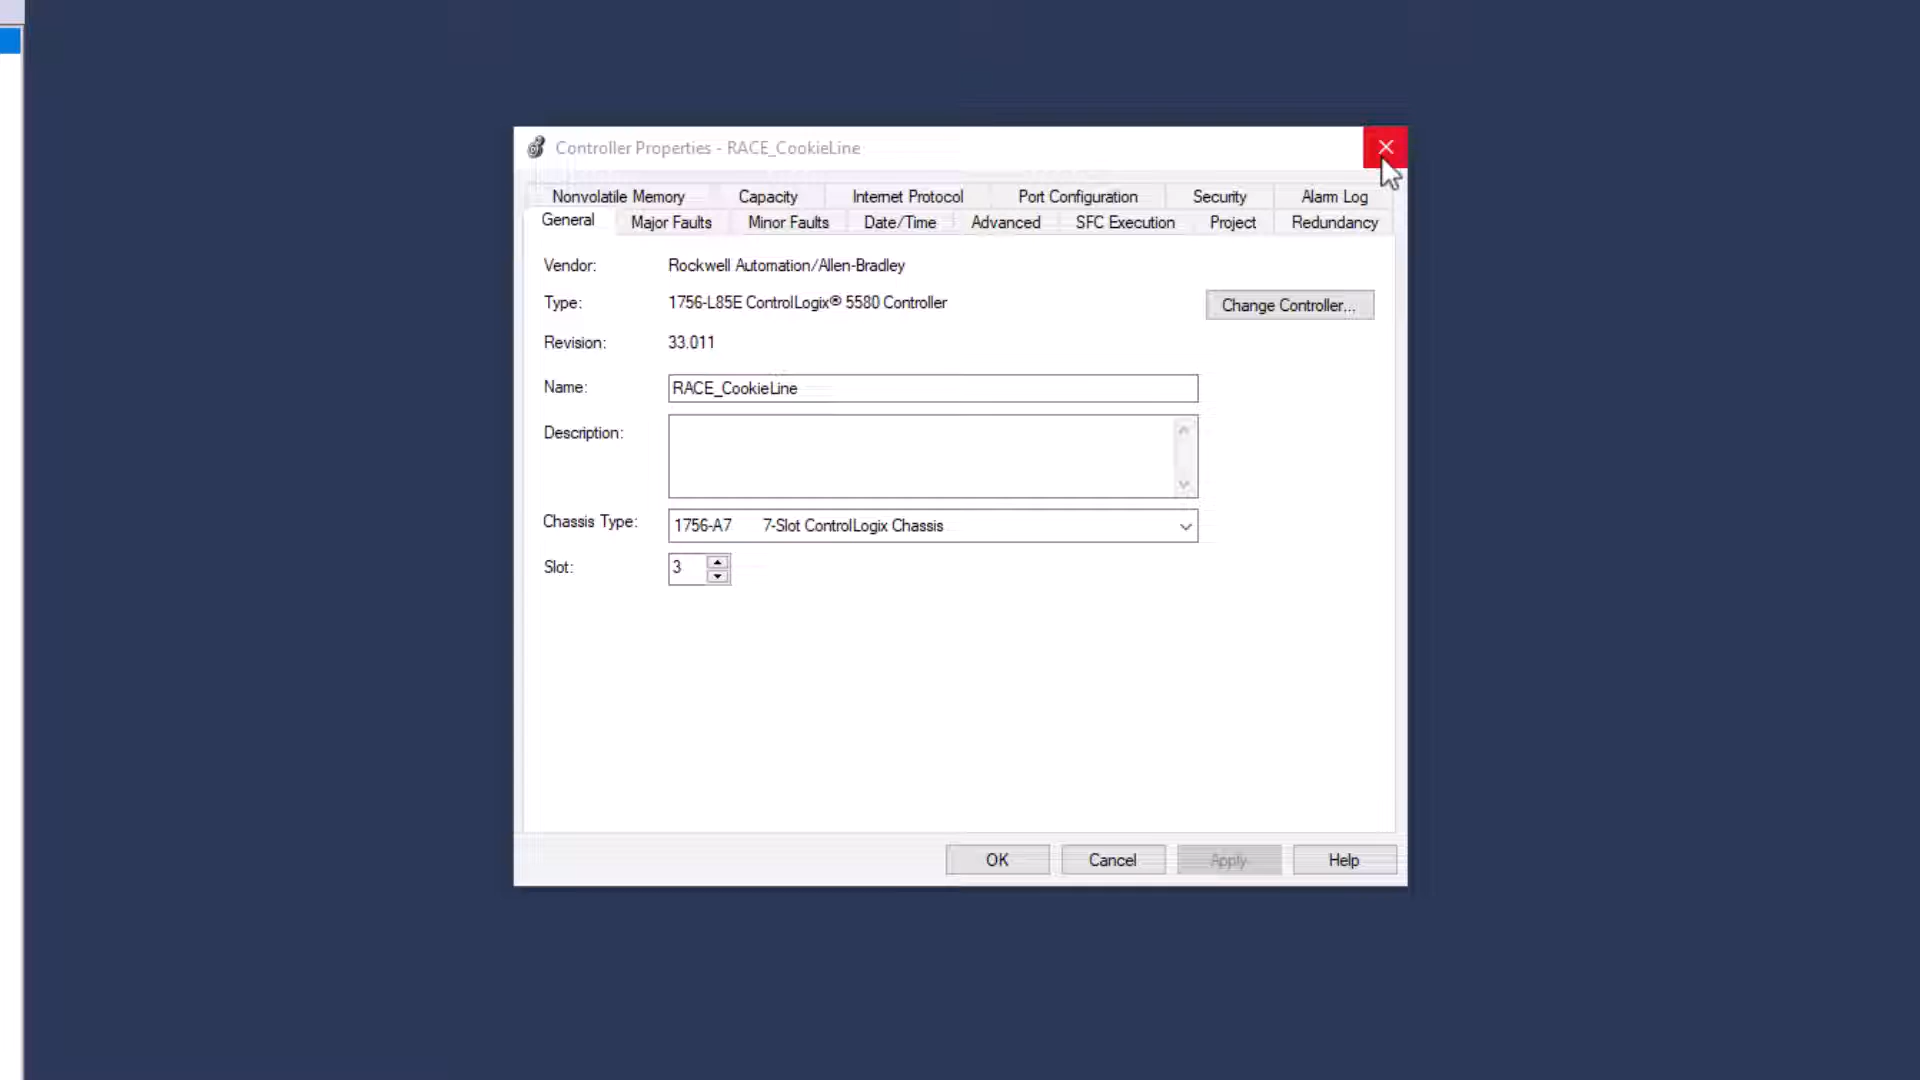 Controller Properties - RACE_CookieLine
Nonvolatile Memory Capacity Internet Protocol Port Configuration Security Alarm Log
General Major Faults Minor Faults Date/Time Advanced SFC Execution Project Redundancy
Vendor: Rockwell Automation/Allen-Bradley
Type: 1756-L85E ControlLogix® 5580 Controller Change Controller...
Revision: 33.011
Name: RACE_CookieLine
Description:
Chassis Type: 1756-A7 7-Slot ControlLogix Chassis
Slot: 3
OK Cancel Apply Help